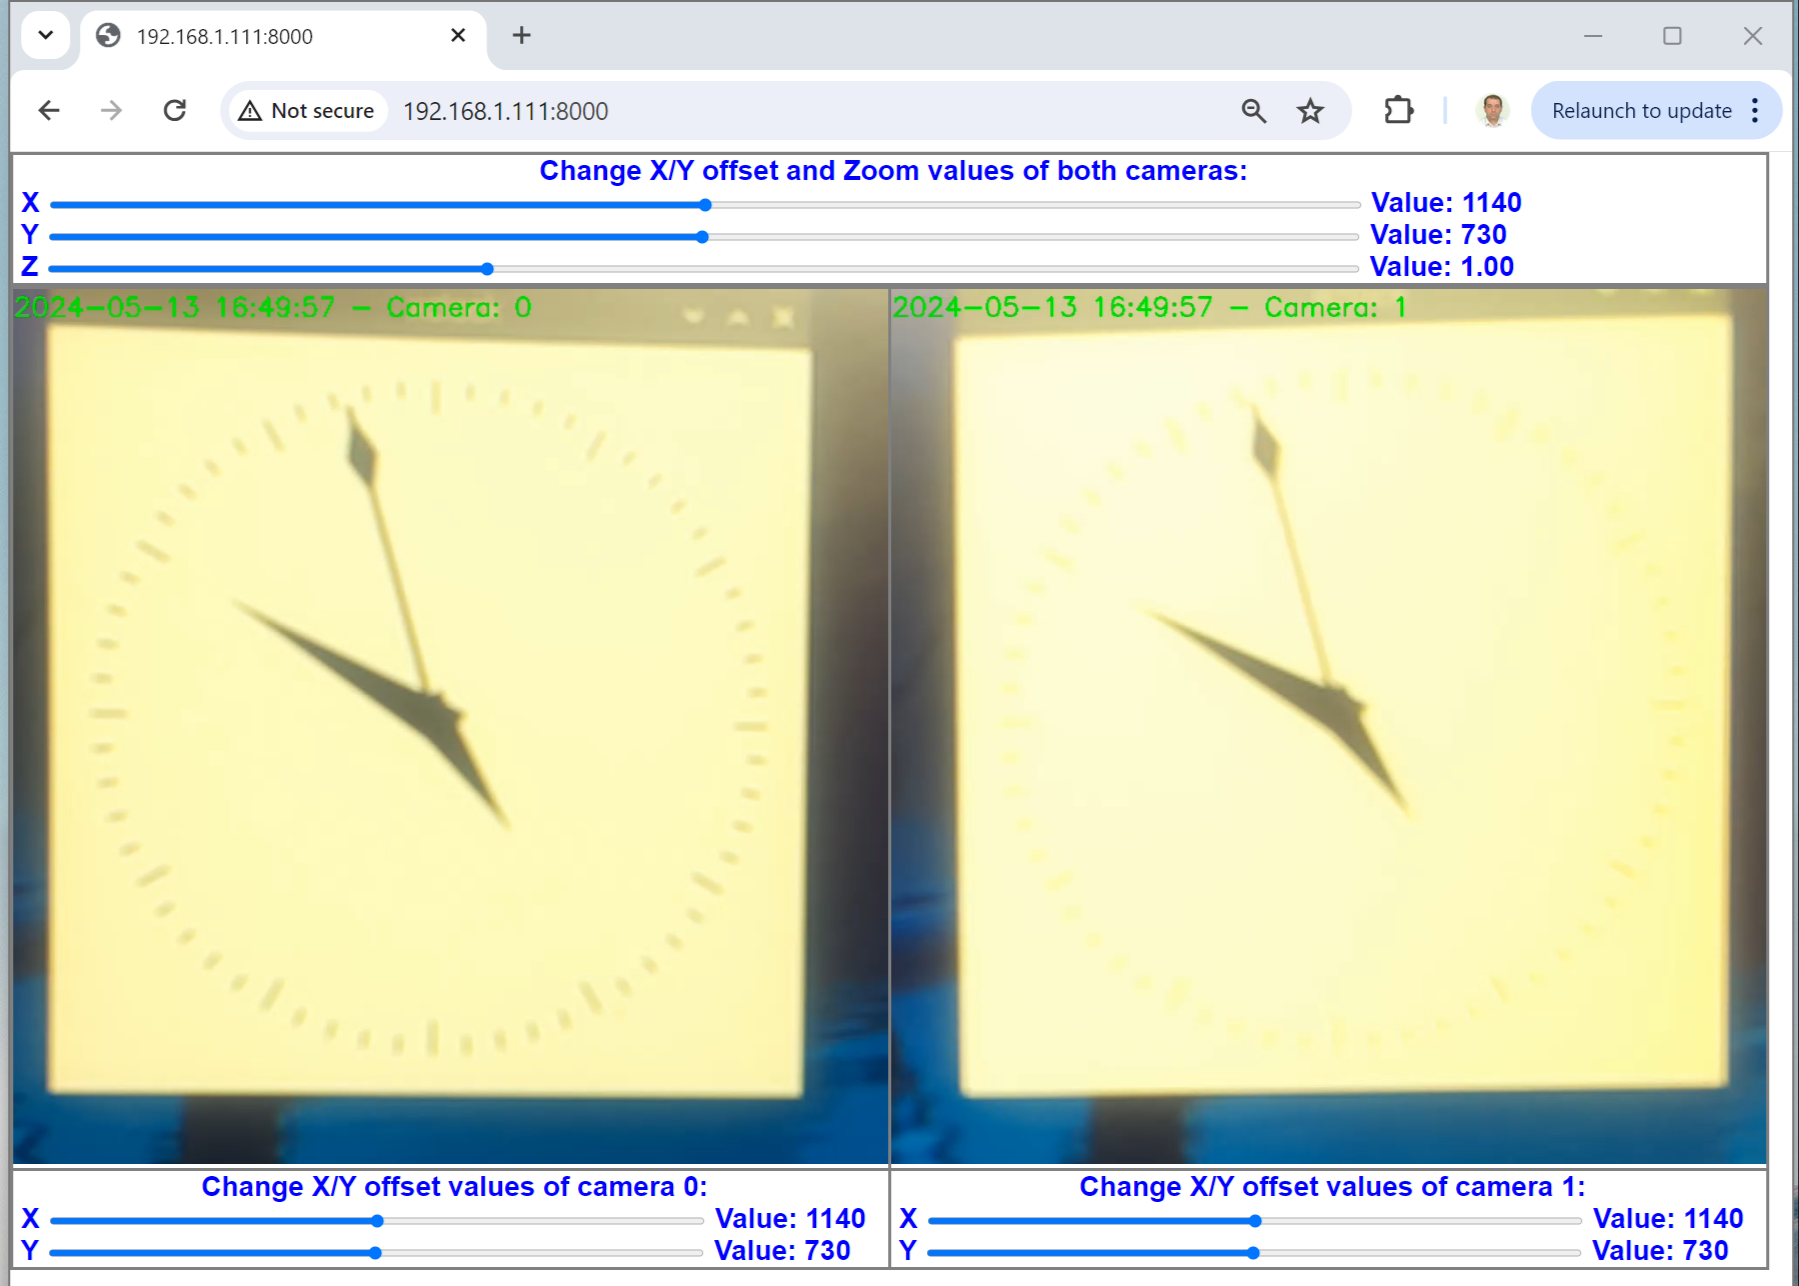 192.168.1.111:8000
Not secure 192.168.1.111:8000 Relaunch to update
Change X/Y offset and Zoom values of both cameras:
X Value: 1140
Y Value: 730
Z Value: 1.00
2024-05-13 16:49:57 - Camera: 0
2024-05-13 16:49:57 - Camera: 1
Change X/Y offset values of camera 0:
X Value: 1140
Y Value: 730
Change X/Y offset values of camera 1:
X Value: 1140
Y Value: 730